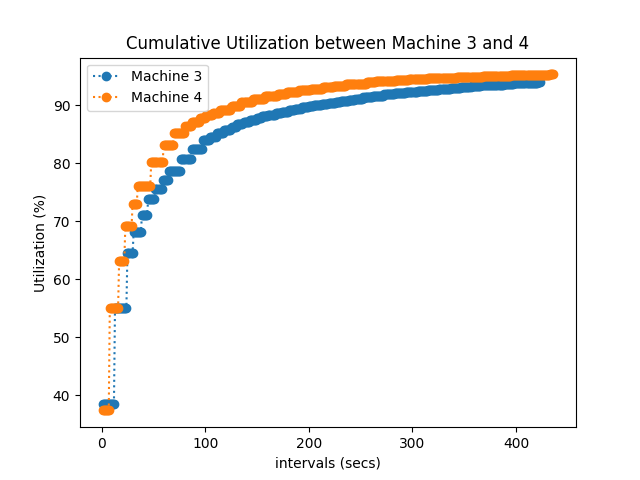 Cumulative Utilization between Machine 3 and 4
Machine 3
Machine 4
Utilization (%)
90
80
70
60
50
40
0 100 200 300 400
intervals (secs)